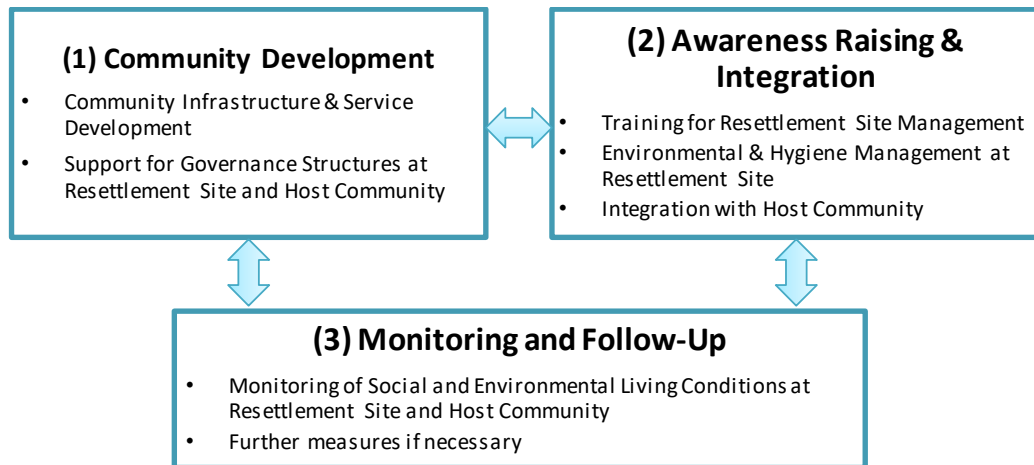 (1) Community Development
• Community Infrastructure & Service
Development
• Support for Governance Structures at
Resettlement Site and Host Community
(2) Awareness Raising &
Integration
• Training for Resettlement Site Management
• Environmental & Hygiene Management at
Resettlement Site
• Integration with Host Community
(3) Monitoring and Follow-Up
• Monitoring of Social and Environmental Living Conditions at
Resettlement Site and Host Community
• Further measures if necessary